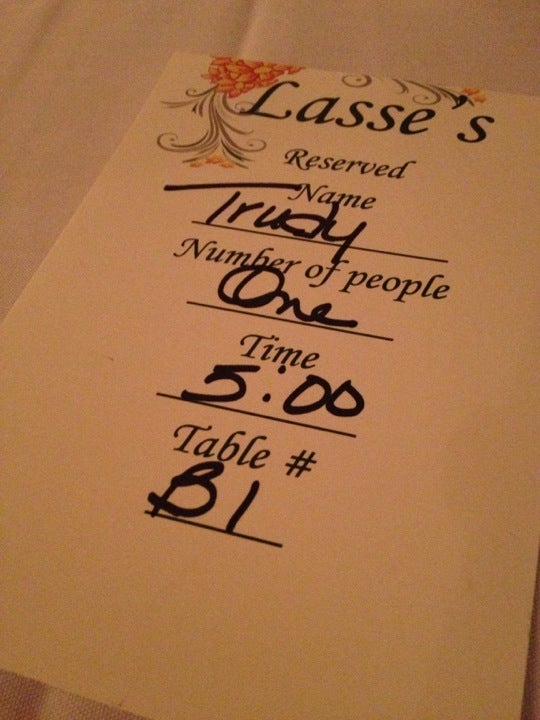 Lasse's
Reserved
Name
Trudy
Number of people
One
Time
5:00
Table #
B1